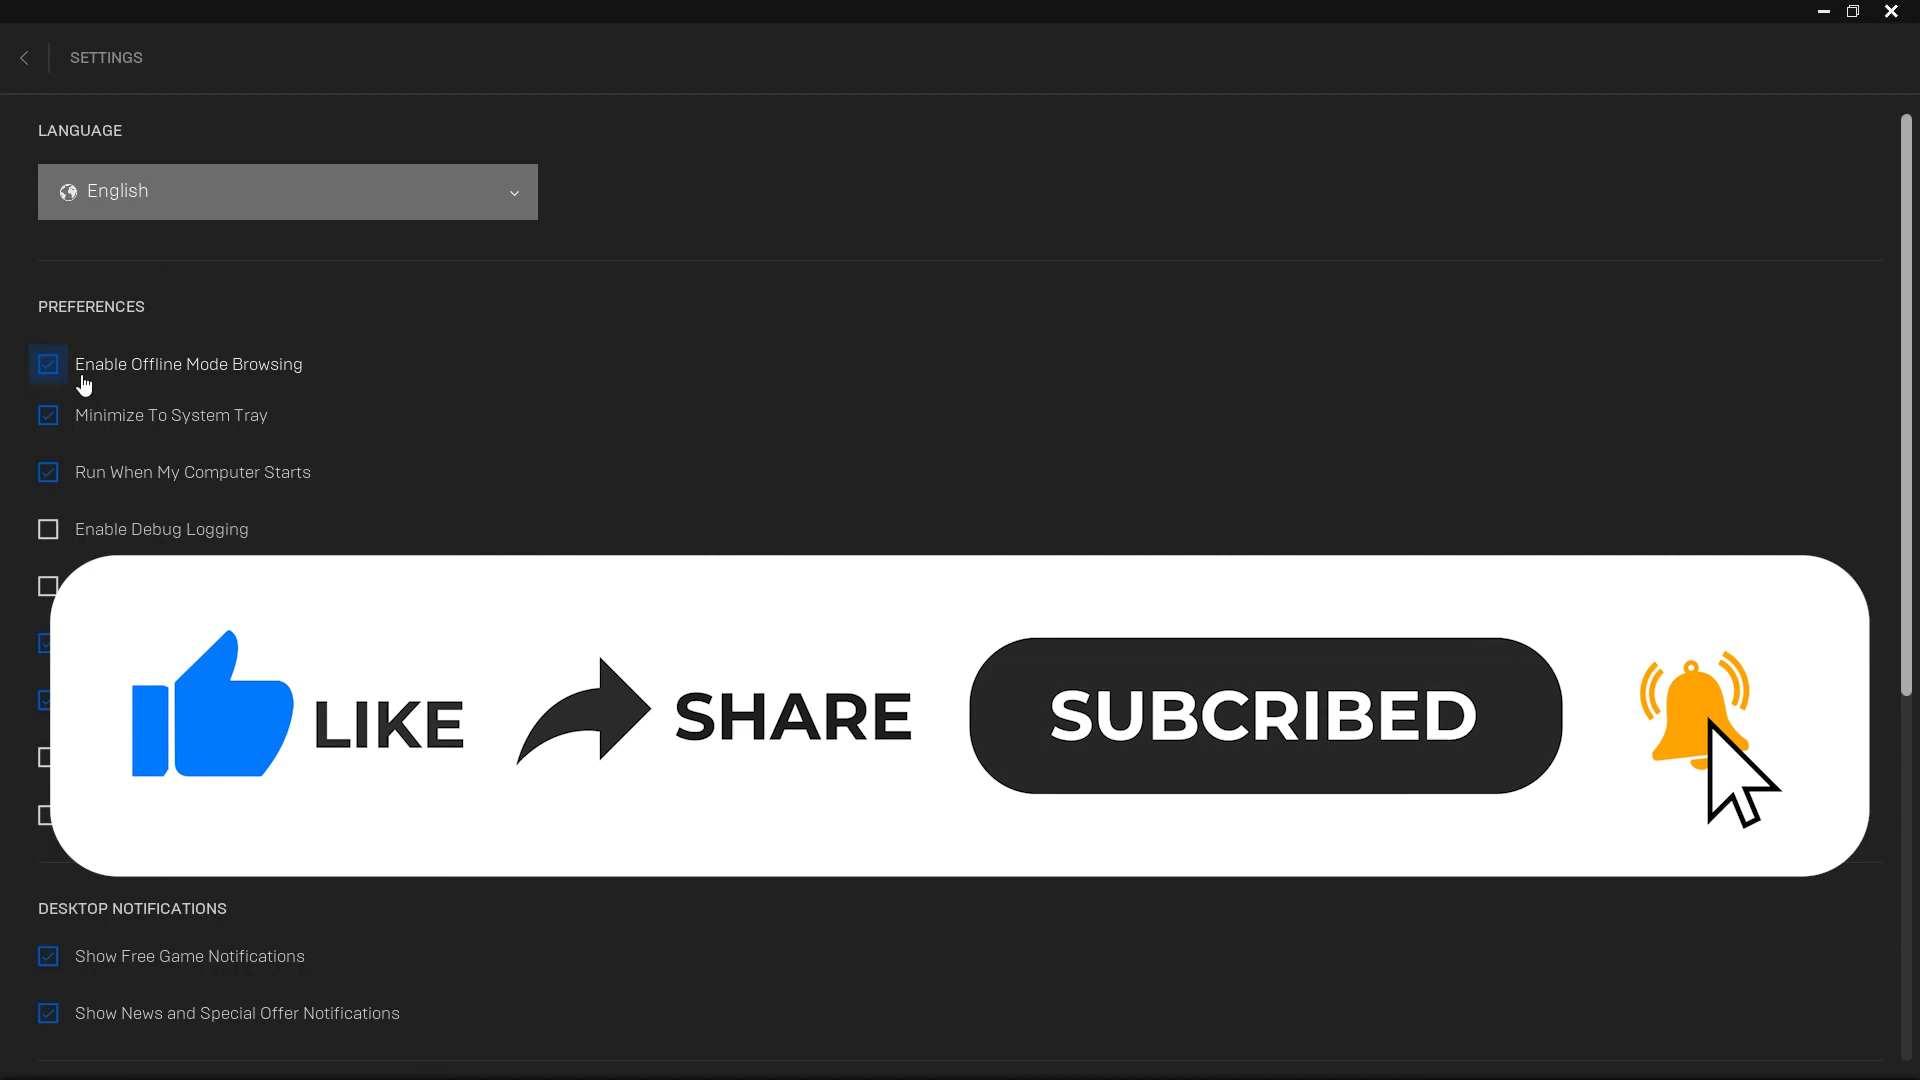 SETTINGS
LANGUAGE
English
PREFERENCES
Enable Offline Mode Browsing
Minimize To System Tray
Run When My Computer Starts
Enable Debug Logging
LIKE
SHARE
SUBCRIBED
DESKTOP NOTIFICATIONS
Show Free Game Notifications
Show News and Special Offer Notifications